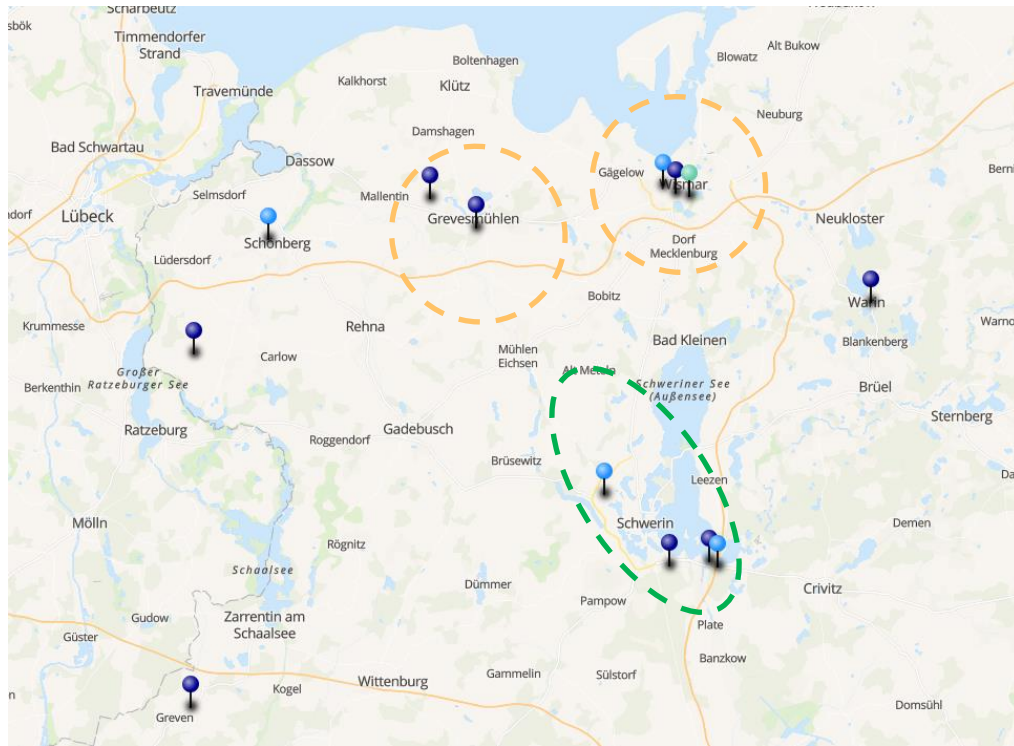 Scharbeutz
Timmendorfer
Strand
Alt Bukow
Blowatz
Boltenhagen
Kalkhorst
Klütz
Travemünde
Neuburg
Damshagen
Bad Schwartau
Dassow
Gägelow
Wismar
Selmsdorf
Mallentin
Lübeck
Grevesmühlen
Neukloster
Schönberg
Dorf
Mecklenburg
Lüdersdorf
Bobitz
Warin
Krummesse
Rehna
Bad Kleinen
Blankenberg
Carlow
Mühlen
Eichsen
Großer
Ratzeburger See
Alt Meteln
Schweriner See
(Außensee)
Berkenthin
Brüel
Sternberg
Ratzeburg
Gadebusch
Roggendorf
Brüsewitz
Leezen
Mölln
Schwerin
Demen
Rögnitz
Schaalsee
Dümmer
Crivitz
Pampow
Gudow
Zarrentin am
Schaalsee
Plate
Güster
Banzkow
Gammelin
Sülstorf
Wittenburg
Kogel
Domsühl
Greven